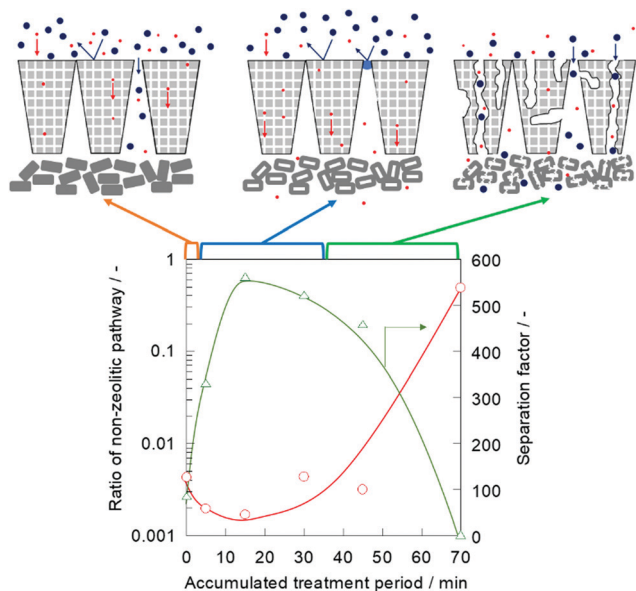 1
0.1
0.01
0.001
Ratio of non-zeolitic pathway / -
600
500
400
300
200
100
0
Separation factor / -
0 10 20 30 40 50 60 70
Accumulated treatment period / min